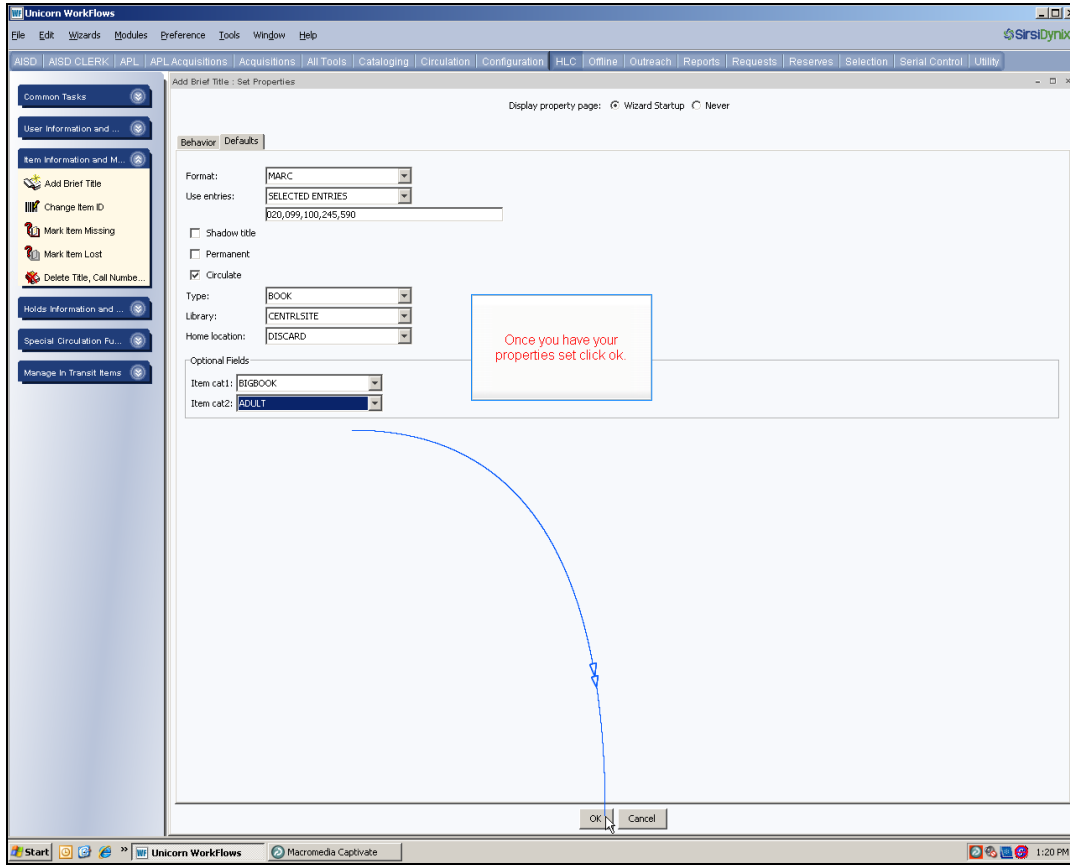 Unicorn WorkFlows
File Edit Wizards Modules Preference Tools Window Help
SirsiDynix
AISD AISD CLERK APL APL Acquisitions Acquisitions All Tools Cataloging Circulation Configuration HLC Offline Outreach Reports Requests Reserves Selection Serial Control Utility
Common Tasks
User Information and ...
Item Information and M...
Add Brief Title
Change Item ID
Mark Item Missing
Mark Item Lost
Delete Title, Call Numbe...
Holds Information and ...
Special Circulation Fu...
Manage In Transit Items
Add Brief Title : Set Properties
Display property page: Wizard Startup Never
Behavior Defaults
Format: MARC
Use entries: SELECTED ENTRIES
020,099,100,245,590
Shadow title
Permanent
Circulate
Type: BOOK
Library: CENTRLSITE
Home location: DISCARD
Optional Fields
Item cat1: BIGBOOK
Item cat2: ADULT
Once you have your
properties set click ok.
OK Cancel
Start » Unicorn WorkFlows Macromedia Captivate 1:20 PM